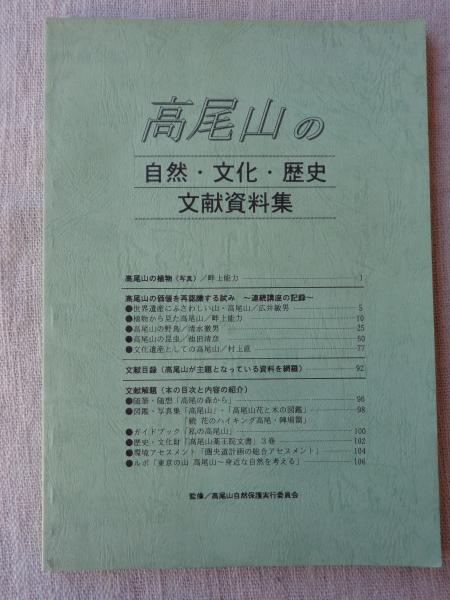 高尾山の
自然・文化・歴史
文献資料集
高尾山の植物（写真）／畔上能力 1
高尾山の価値を再認識する試み ～連続講座の記録～
●世界遺産にふさわしい山・高尾山／広井敏男 5
●植物から見た高尾山／畔上能力 10
●高尾山の野鳥／清水徹男 25
●高尾山の昆虫／池田清彦 50
●文化遺産としての高尾山／村上直 77
文献目録（高尾山が主題となっている資料を網羅） 92
文献解題（本の目次と内容の紹介）
●随筆・随想「高尾の森から」 96
●図鑑・写真集「高尾山」・「高尾山花と木の図鑑」 98
「続 花のハイキング高尾・陣場篇」
●ガイドブック「私の高尾山」 100
●歴史・文化財「高尾山薬王院文書」３巻 102
●環境アセスメント「圏央道計画の総合アセスメント」 104
●ルポ「東京の山 高尾山～身近な自然を考える」 106
監修／高尾山自然保護実行委員会